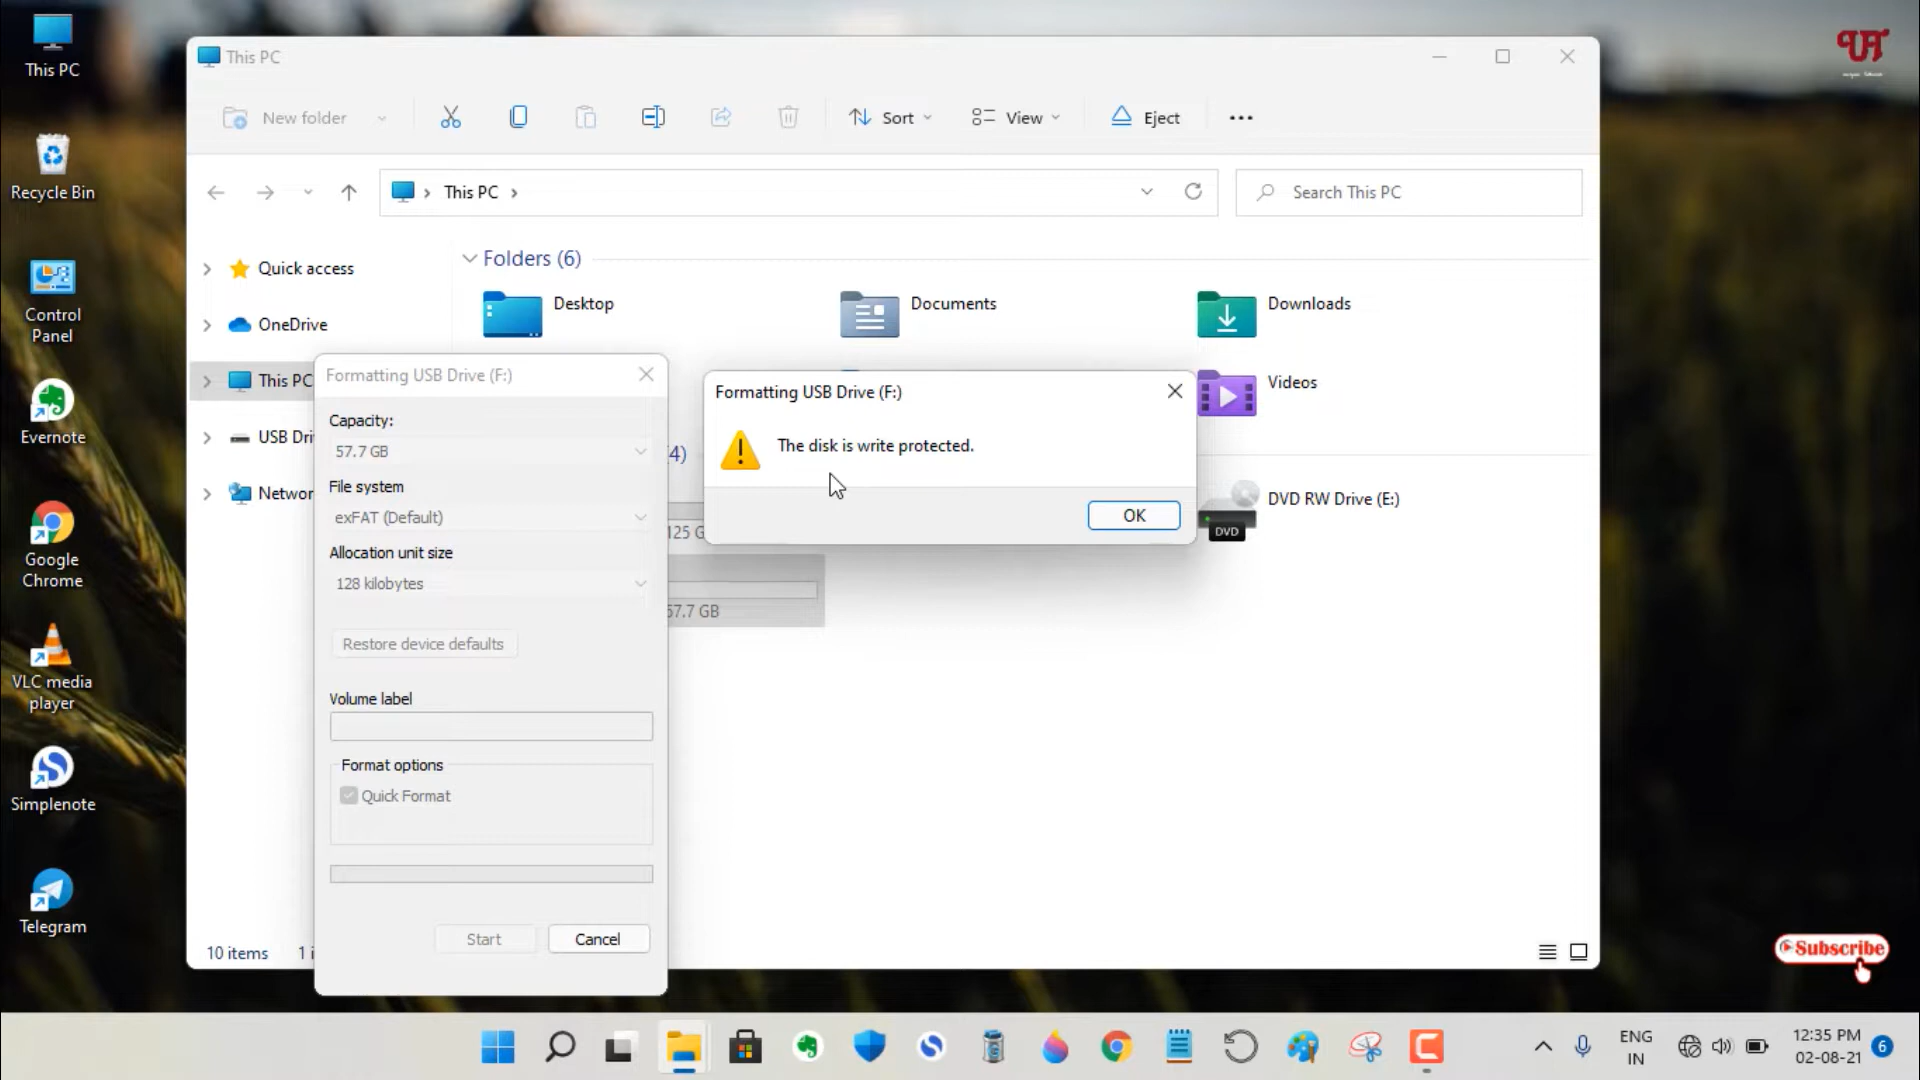 This PC
Recycle Bin
Control
Panel
Evernote
Google
Chrome
VLC media
player
Simplenote
Telegram
This PC
New folder
Sort
View
Eject
This PC
Search This PC
Quick access
OneDrive
This PC
USB Dri
Networ
Folders (6)
Desktop
Documents
Downloads
Videos
4)
125 G
57.7 GB
DVD RW Drive (E:)
DVD
10 items
1 i
Formatting USB Drive (F:)
Capacity:
57.7 GB
File system
exFAT (Default)
Allocation unit size
128 kilobytes
Restore device defaults
Volume label
Format options
Quick Format
Start
Cancel
Formatting USB Drive (F:)
The disk is write protected.
OK
Subscribe
ENG
IN
12:35 PM
02-08-21
6